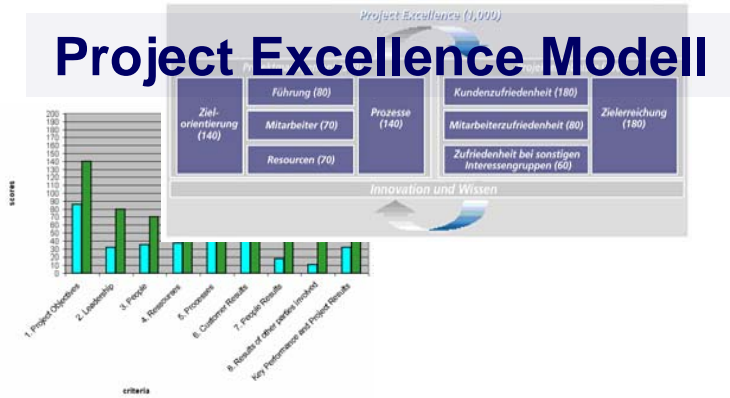 Project Excellence (1,000)
Project Excellence Modell
Ziel-
orientierung
(140)
Führung (80)
Mitarbeiter (70)
Resourcen (70)
Prozesse
(140)
Kundenzufriedenheit (180)
Mitarbeiterzufriedenheit (80)
Zufriedenheit bei sonstigen
Interessengruppen (60)
Zielerreichung
(180)
Innovation und Wissen
scores
200
190
180
170
160
150
140
130
120
110
100
90
80
70
60
50
40
30
20
10
0
1. Project Objectives
2. Leadership
3. People
4. Ressourses
5. Processes
6. Customer Results
7. People Results
8. Results of other parties involved
Key Performance and Project Results
criteria